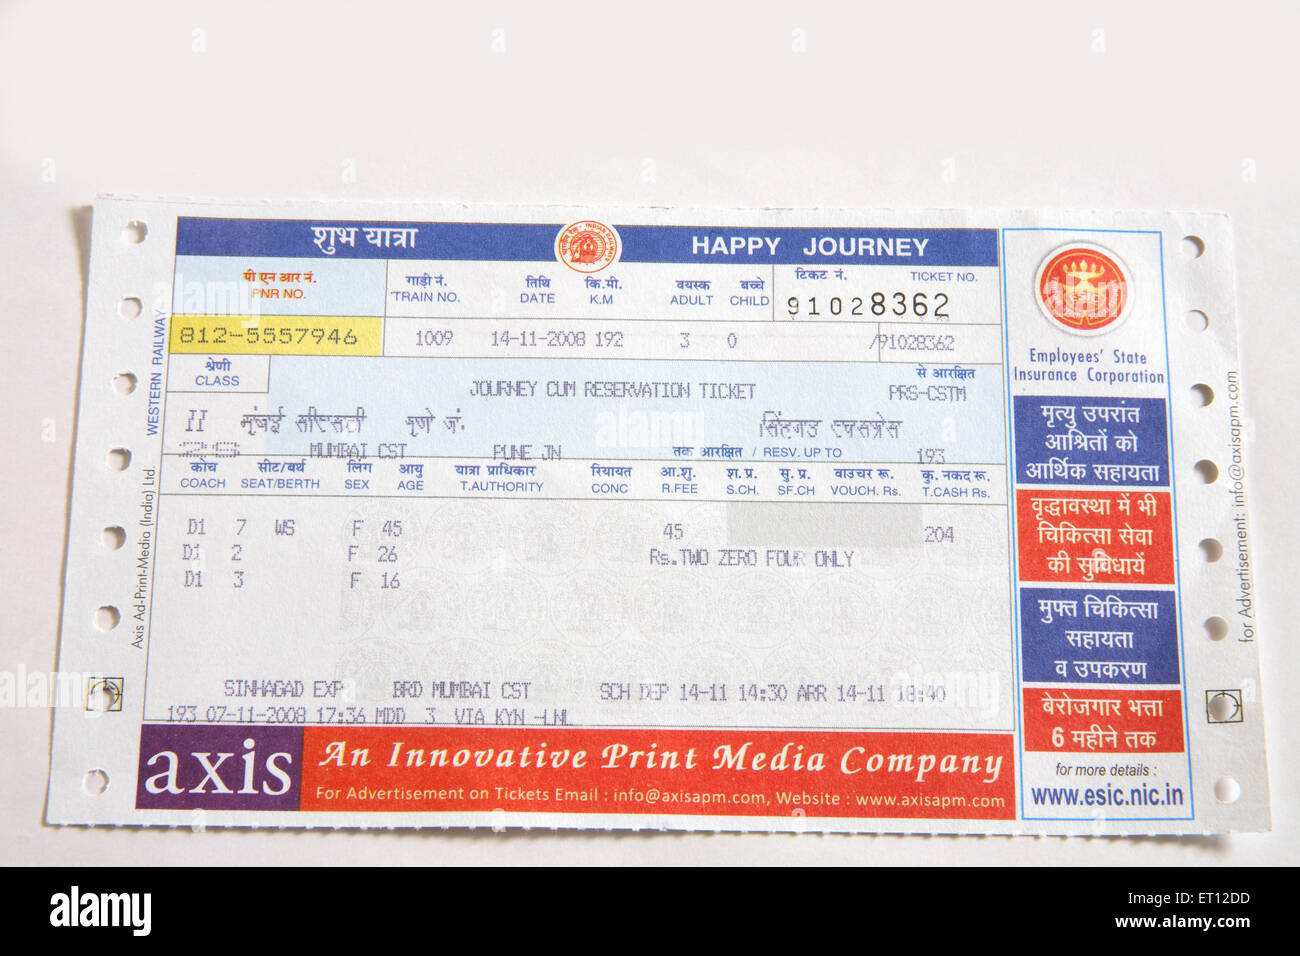 शुभ यात्रा
HAPPY JOURNEY
पी एन आर नं. गाड़ी नं. तिथि कि.मी. वयस्क बच्चे टिकट नं. TICKET NO.
PNR NO. TRAIN NO. DATE K.M ADULT CHILD 91028362
812-5557946 1009 14-11-2008 192 3 0 /91028362
श्रेणी
CLASS
JOURNEY CUM RESERVATION TICKET
से आरक्षित
PRS-CSTM
II मुंबई सीएसटी पुणे जं. सिंहगड एक्सप्रेस
MUMBAI CST PUNE JN तक आरक्षित / RESV. UP TO 193
कोच सीट/बर्थ लिंग आयु यात्रा प्राधिकार रियायत आ.शु. श.प्र. सु.प्र. वाउचर रू. कु. नकद रू.
COACH SEAT/BERTH SEX AGE T.AUTHORITY CONC R.FEE S.CH. SF.CH VOUCH. Rs. T.CASH Rs.
D1 7 WS F 45 45 204
D1 2 F 26 Rs.TWO ZERO FOUR ONLY
D1 3 F 16
SINHAGAD EXP BRD MUMBAI CST SCH DEP 14-11 14:30 ARR 14-11 18:40
193 07-11-2008 17:36 MDD 3 VIA KYN -LNL
axis An Innovative Print Media Company
For Advertisement on Tickets Email : info@axisapm.com, Website : www.axisapm.com
WESTERN RAILWAY
Axis Ad-Print-Media (India) Ltd.
ESIC
Employees' State
Insurance Corporation
मृत्यु उपरांत
आश्रितों को
आर्थिक सहायता
वृद्धावस्था में भी
चिकित्सा सेवा
की सुविधायें
मुफ्त चिकित्सा
सहायता
व उपकरण
बेरोजगार भत्ता
6 महीने तक
for more details :
www.esic.nic.in
for Advertisement: info@axisapm.com
alamy
Image ID: ET12DD
www.alamy.com